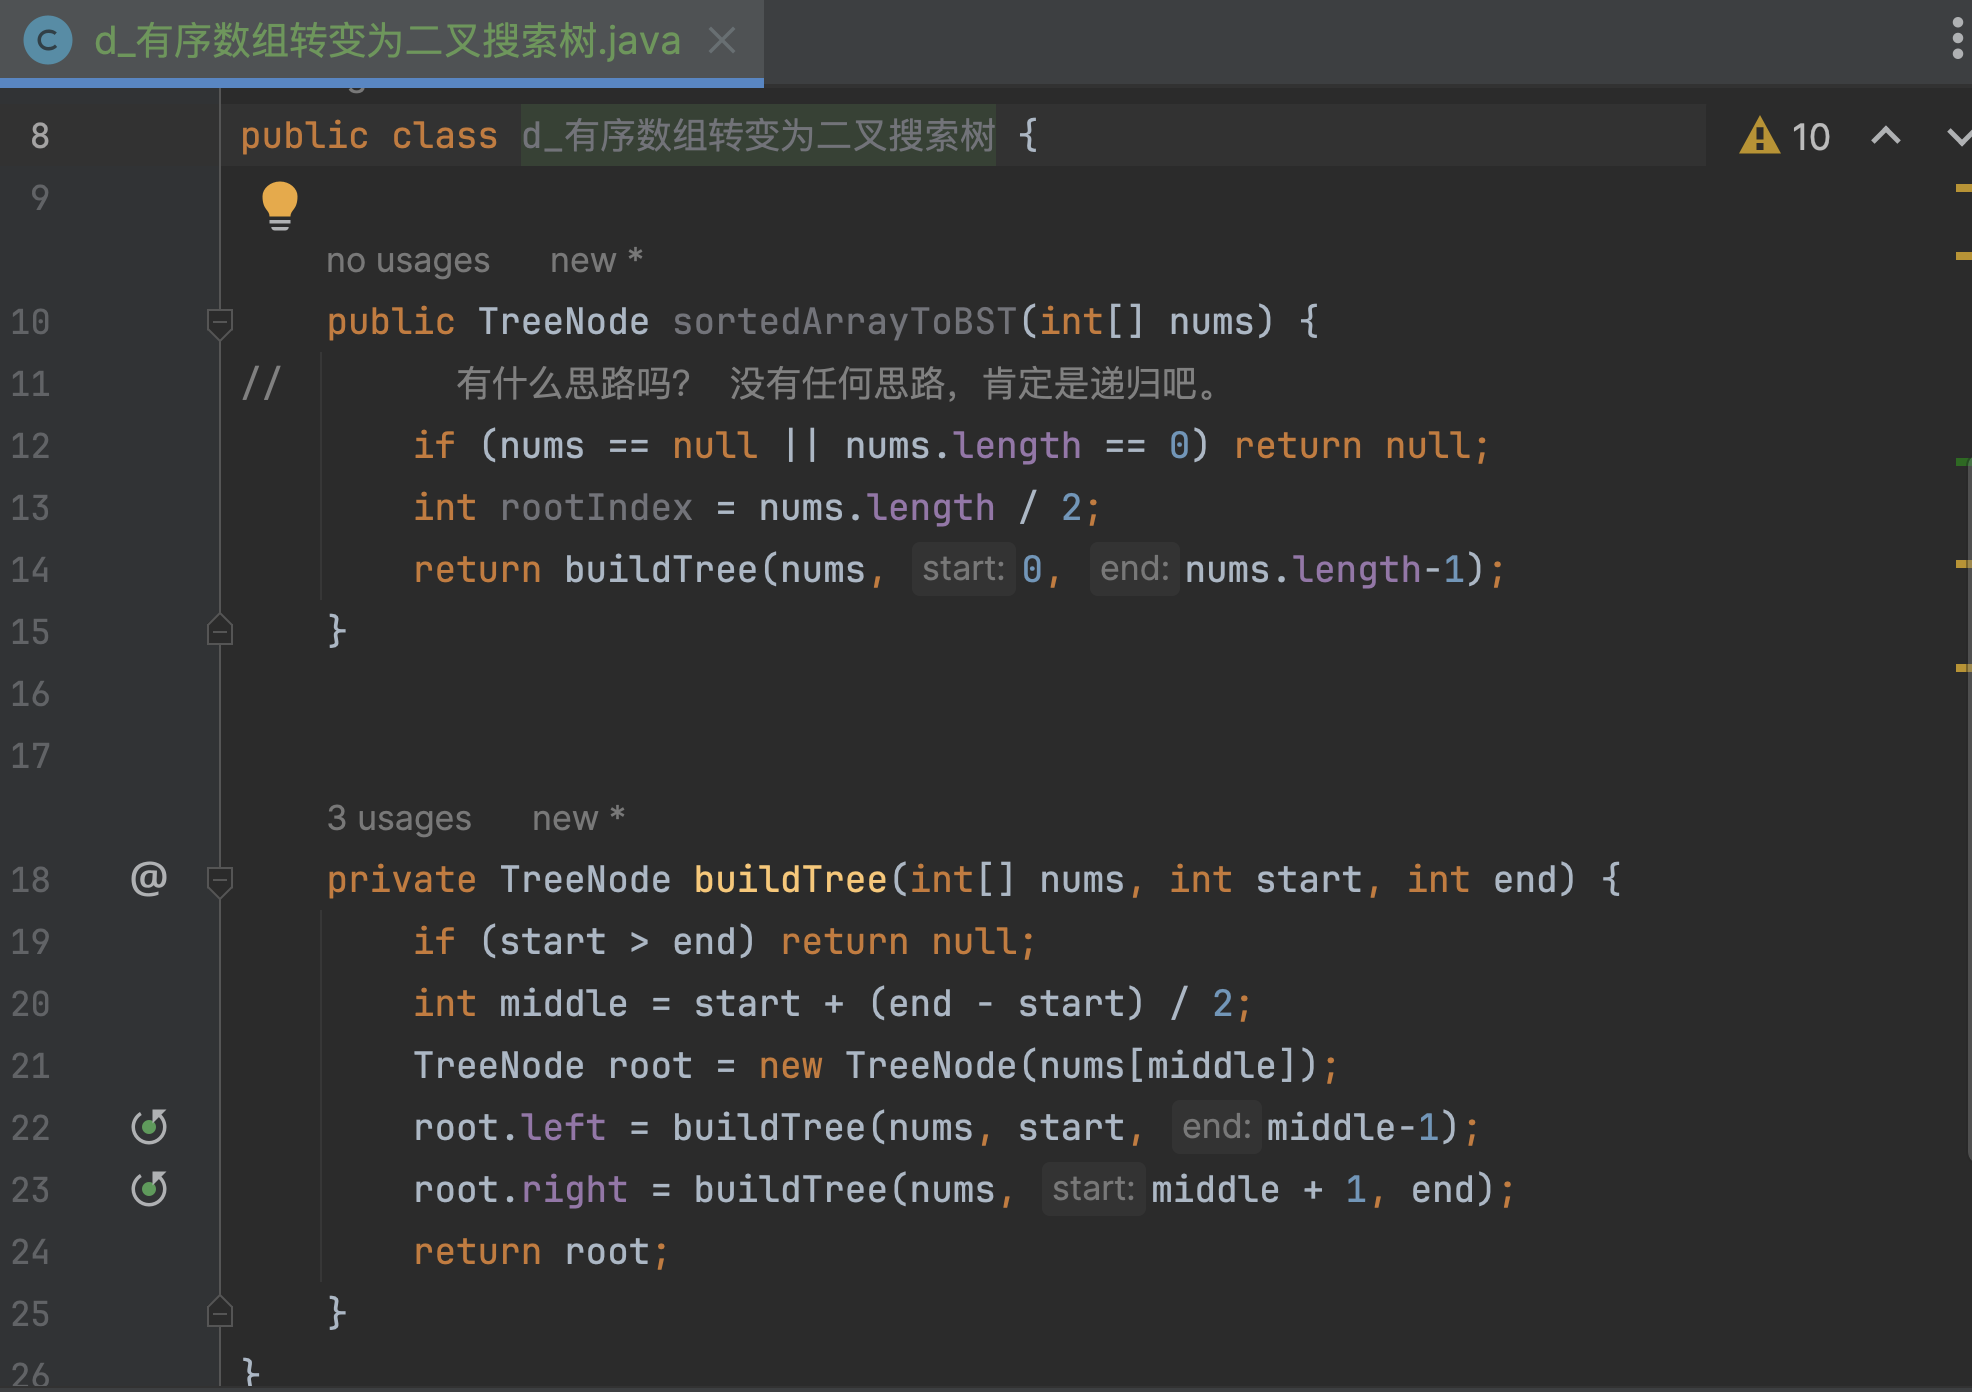 d_有序数组转变为二叉搜索树.java
8 public class d_有序数组转变为二叉搜索树 { 10
9
no usages new *
10 public TreeNode sortedArrayToBST(int[] nums) {
11 // 有什么思路吗? 没有任何思路, 肯定是递归吧。
12 if (nums == null || nums.length == 0) return null;
13 int rootIndex = nums.length / 2;
14 return buildTree(nums, start: 0, end: nums.length-1);
15 }
16
17
3 usages new *
18 @ private TreeNode buildTree(int[] nums, int start, int end) {
19 if (start > end) return null;
20 int middle = start + (end - start) / 2;
21 TreeNode root = new TreeNode(nums[middle]);
22 root.left = buildTree(nums, start, end: middle-1);
23 root.right = buildTree(nums, start: middle + 1, end);
24 return root;
25 }
26 }